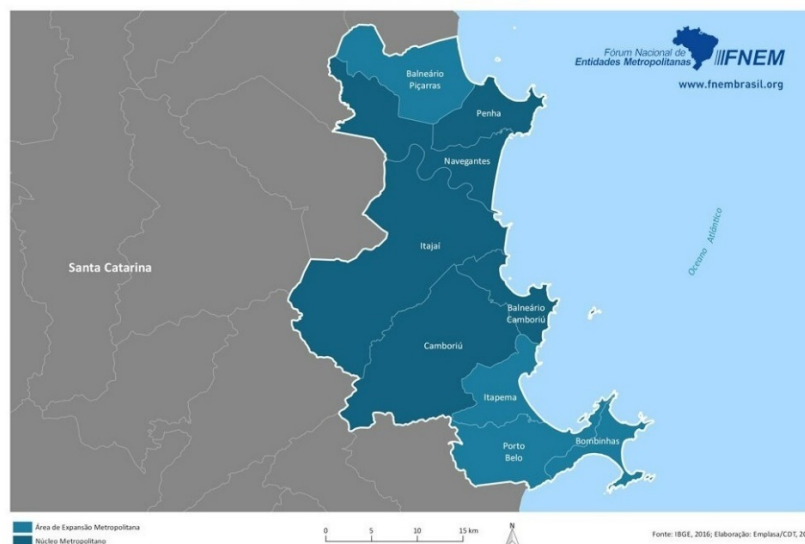 Fórum Nacional de
Entidades Metropolitanas
FNEM
www.fnembrasil.org
Balneário
Piçarras
Penha
Navegantes
Itajaí
Santa Catarina
Oceano Atlântico
Balneário
Camboriú
Camboriú
Itapema
Porto
Belo
Bombinhas
Área de Expansão Metropolitana
Núcleo Metropolitano
0 5 10 15 km
N
Fonte: IBGE, 2016; Elaboração: Emplasa/CDT, 20